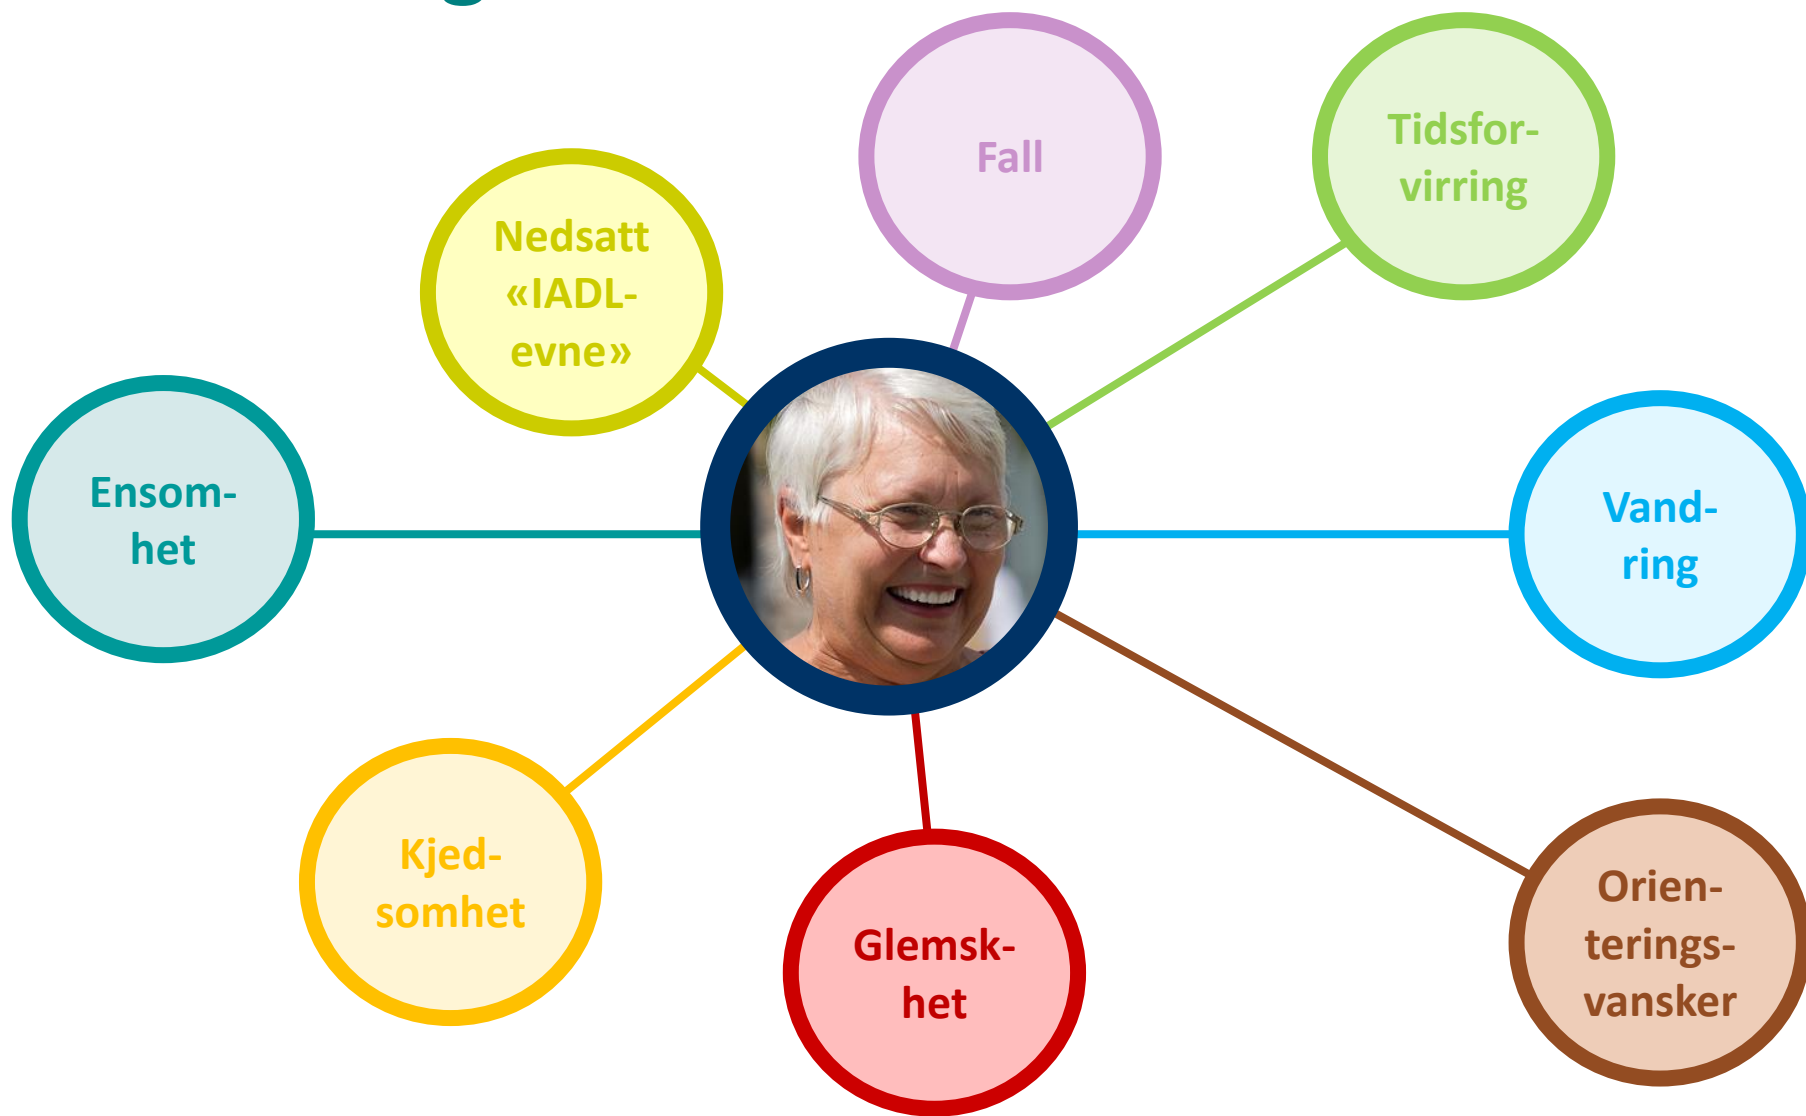 Fall
Tidsfor-
virring
Nedsatt
«IADL-
evne»
Ensom-
het
Vand-
ring
Kjed-
somhet
Glemsk-
het
Orien-
terings-
vansker